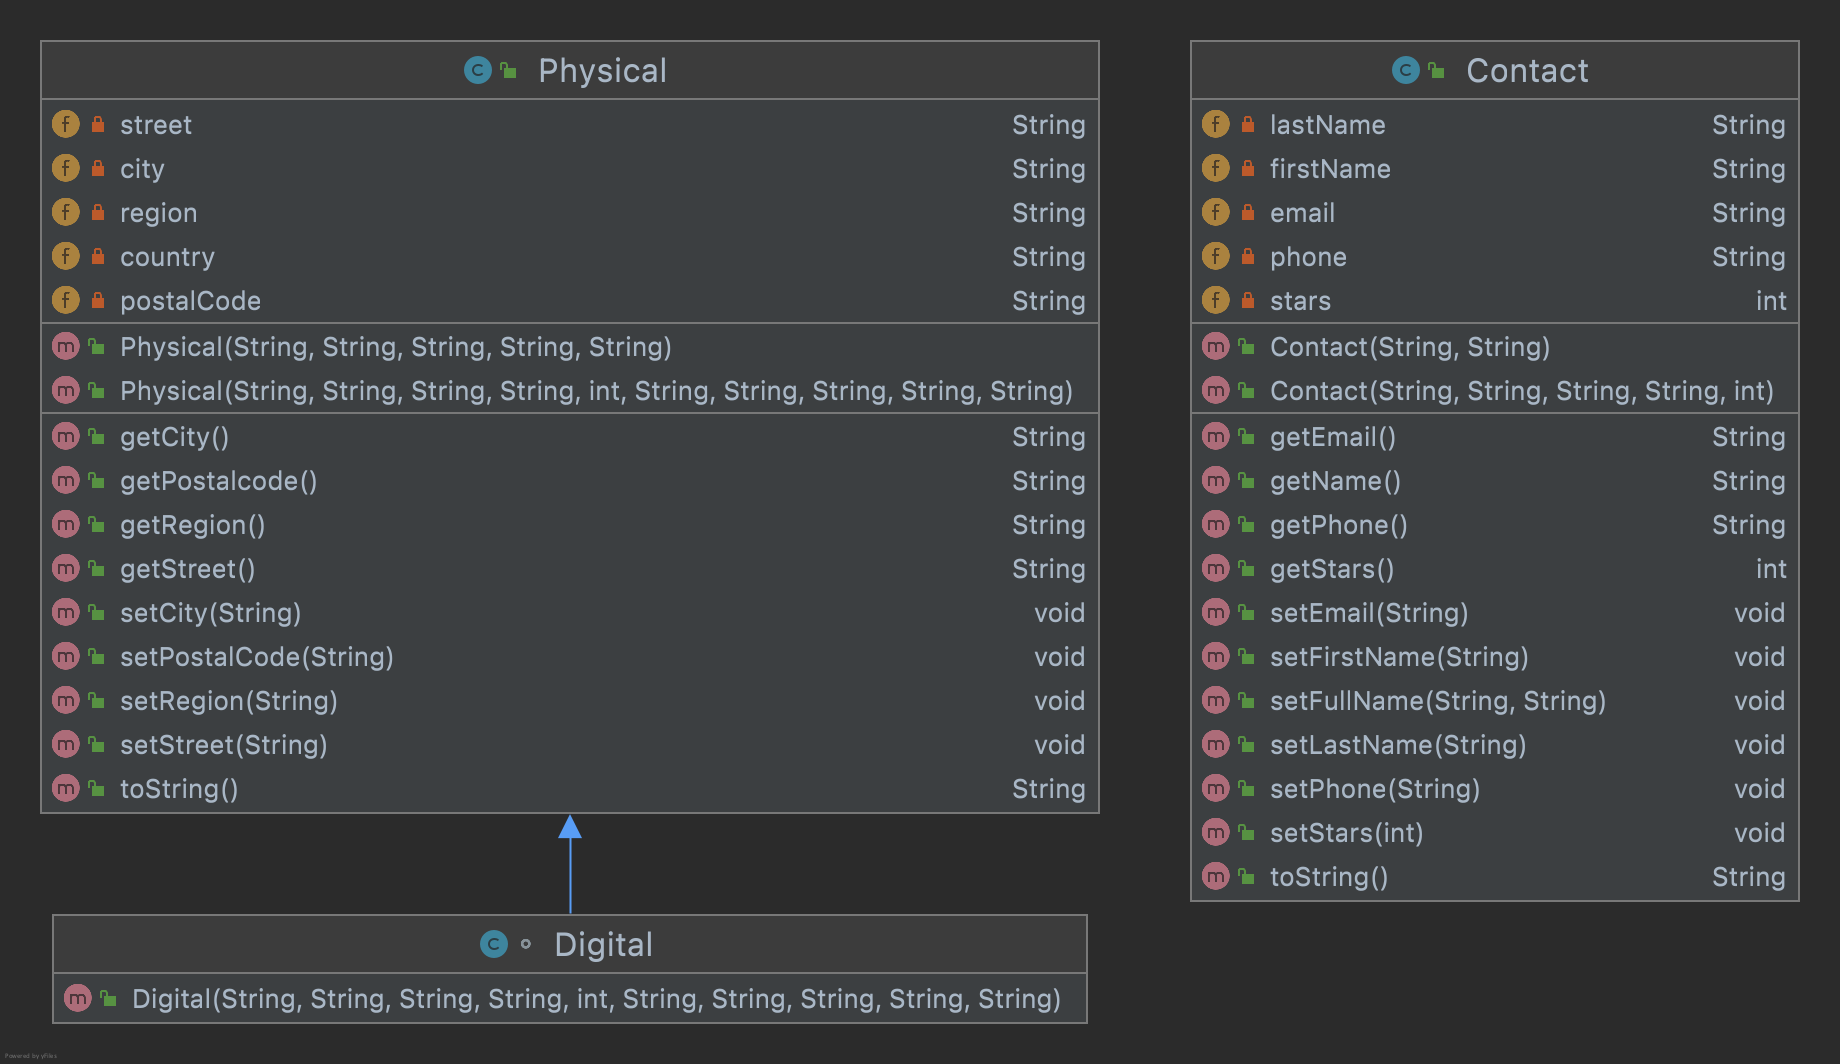 Physical
street String
city String
region String
country String
postalCode String
Physical(String, String, String, String, String)
Physical(String, String, String, String, int, String, String, String, String, String)
getCity() String
getPostalcode() String
getRegion() String
getStreet() String
setCity(String) void
setPostalCode(String) void
setRegion(String) void
setStreet(String) void
toString() String
Digital
Digital(String, String, String, String, int, String, String, String, String, String)
Contact
lastName String
firstName String
email String
phone String
stars int
Contact(String, String)
Contact(String, String, String, String, int)
getEmail() String
getName() String
getPhone() String
getStars() int
setEmail(String) void
setFirstName(String) void
setFullName(String, String) void
setLastName(String) void
setPhone(String) void
setStars(int) void
toString() String
Powered by yFiles